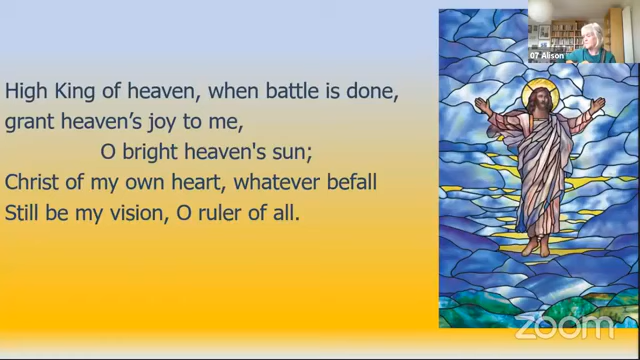 High King of heaven, when battle is done,
grant heaven’s joy to me,
O bright heaven's sun;
Christ of my own heart, whatever befall
Still be my vision, O ruler of all.
07 Alison
zoom